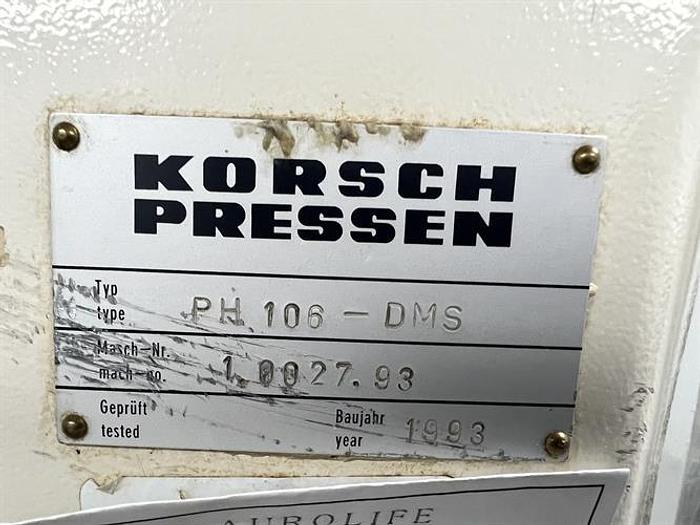 KORSCH
PRESSEN
Typ
type PH 106 - DMS
Masch-Nr.
mach-no. 1.0027.93
Geprüft Baujahr
tested year 1993
AUROLIFE